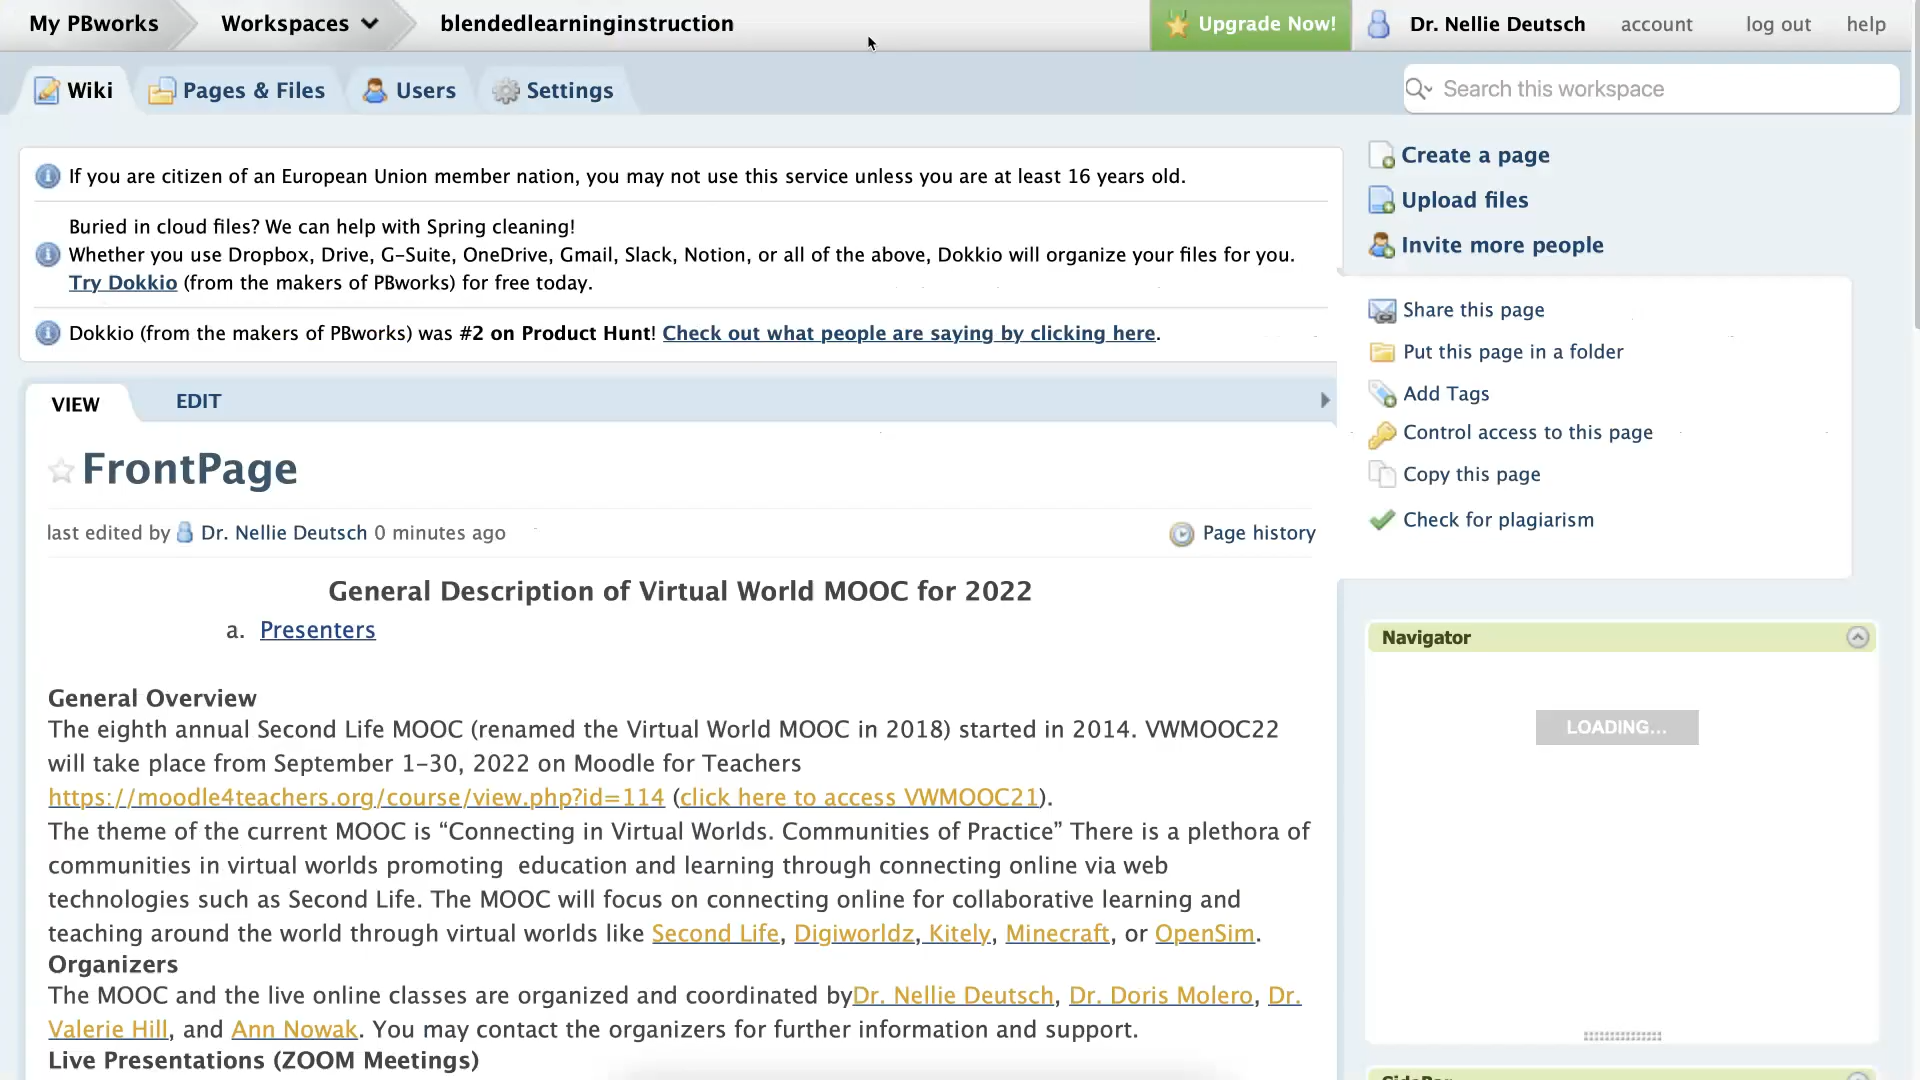 My PBworks
Workspaces
blendedlearninginstruction
Upgrade Now!
Dr. Nellie Deutsch
account
log out
help
Wiki
Pages & Files
Users
Settings
Search this workspace
If you are citizen of an European Union member nation, you may not use this service unless you are at least 16 years old.
Buried in cloud files? We can help with Spring cleaning!
Whether you use Dropbox, Drive, G-Suite, OneDrive, Gmail, Slack, Notion, or all of the above, Dokkio will organize your files for you.
Try Dokkio (from the makers of PBworks) for free today.
Dokkio (from the makers of PBworks) was #2 on Product Hunt! Check out what people are saying by clicking here.
Create a page
Upload files
Invite more people
Share this page
Put this page in a folder
Add Tags
Control access to this page
Copy this page
Check for plagiarism
VIEW
EDIT
FrontPage
last edited by Dr. Nellie Deutsch 0 minutes ago
Page history
General Description of Virtual World MOOC for 2022
a. Presenters
General Overview
The eighth annual Second Life MOOC (renamed the Virtual World MOOC in 2018) started in 2014. VWMOOC22
will take place from September 1-30, 2022 on Moodle for Teachers
https://moodle4teachers.org/course/view.php?id=114 (click here to access VWMOOC21).
The theme of the current MOOC is “Connecting in Virtual Worlds. Communities of Practice” There is a plethora of
communities in virtual worlds promoting  education and learning through connecting online via web
technologies such as Second Life. The MOOC will focus on connecting online for collaborative learning and
teaching around the world through virtual worlds like Second Life, Digiworldz, Kitely, Minecraft, or OpenSim.
Organizers
The MOOC and the live online classes are organized and coordinated byDr. Nellie Deutsch, Dr. Doris Molero, Dr.
Valerie Hill, and Ann Nowak. You may contact the organizers for further information and support.
Live Presentations (ZOOM Meetings)
Navigator
LOADING...